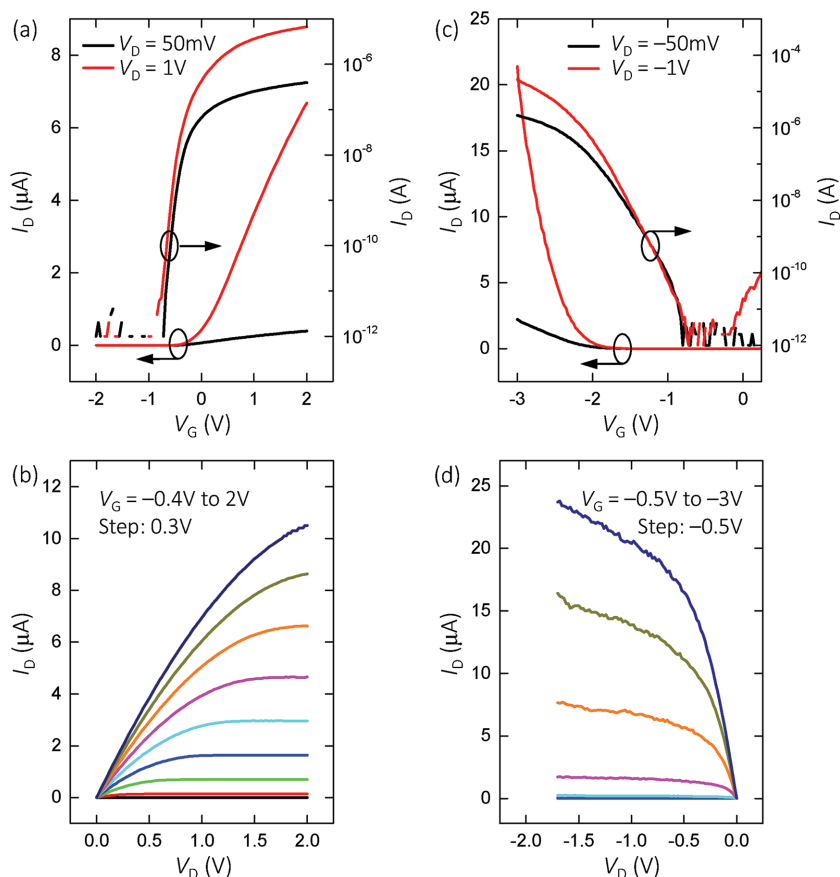 (a)
V_D = 50mV
V_D = 1V
8
6
4
2
0
10^-6
10^-8
10^-10
10^-12
-2
-1
0
1
2
I_D (μA)
I_D (A)
V_G (V)
(c)
V_D = −50mV
V_D = −1V
25
20
15
10
5
0
10^-4
10^-6
10^-8
10^-10
10^-12
-3
-2
-1
0
I_D (μA)
I_D (A)
V_G (V)
(b)
V_G = −0.4V to 2V
Step: 0.3V
12
10
8
6
4
2
0
0.0
0.5
1.0
1.5
2.0
I_D (μA)
V_D (V)
(d)
V_G = −0.5V to −3V
Step: −0.5V
25
20
15
10
5
0
-2.0
-1.5
-1.0
-0.5
0.0
I_D (μA)
V_D (V)